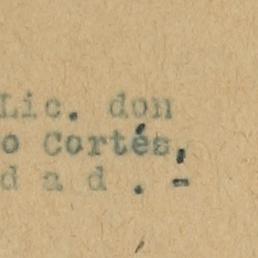 Lic. don
o Cortés,
d a d . -